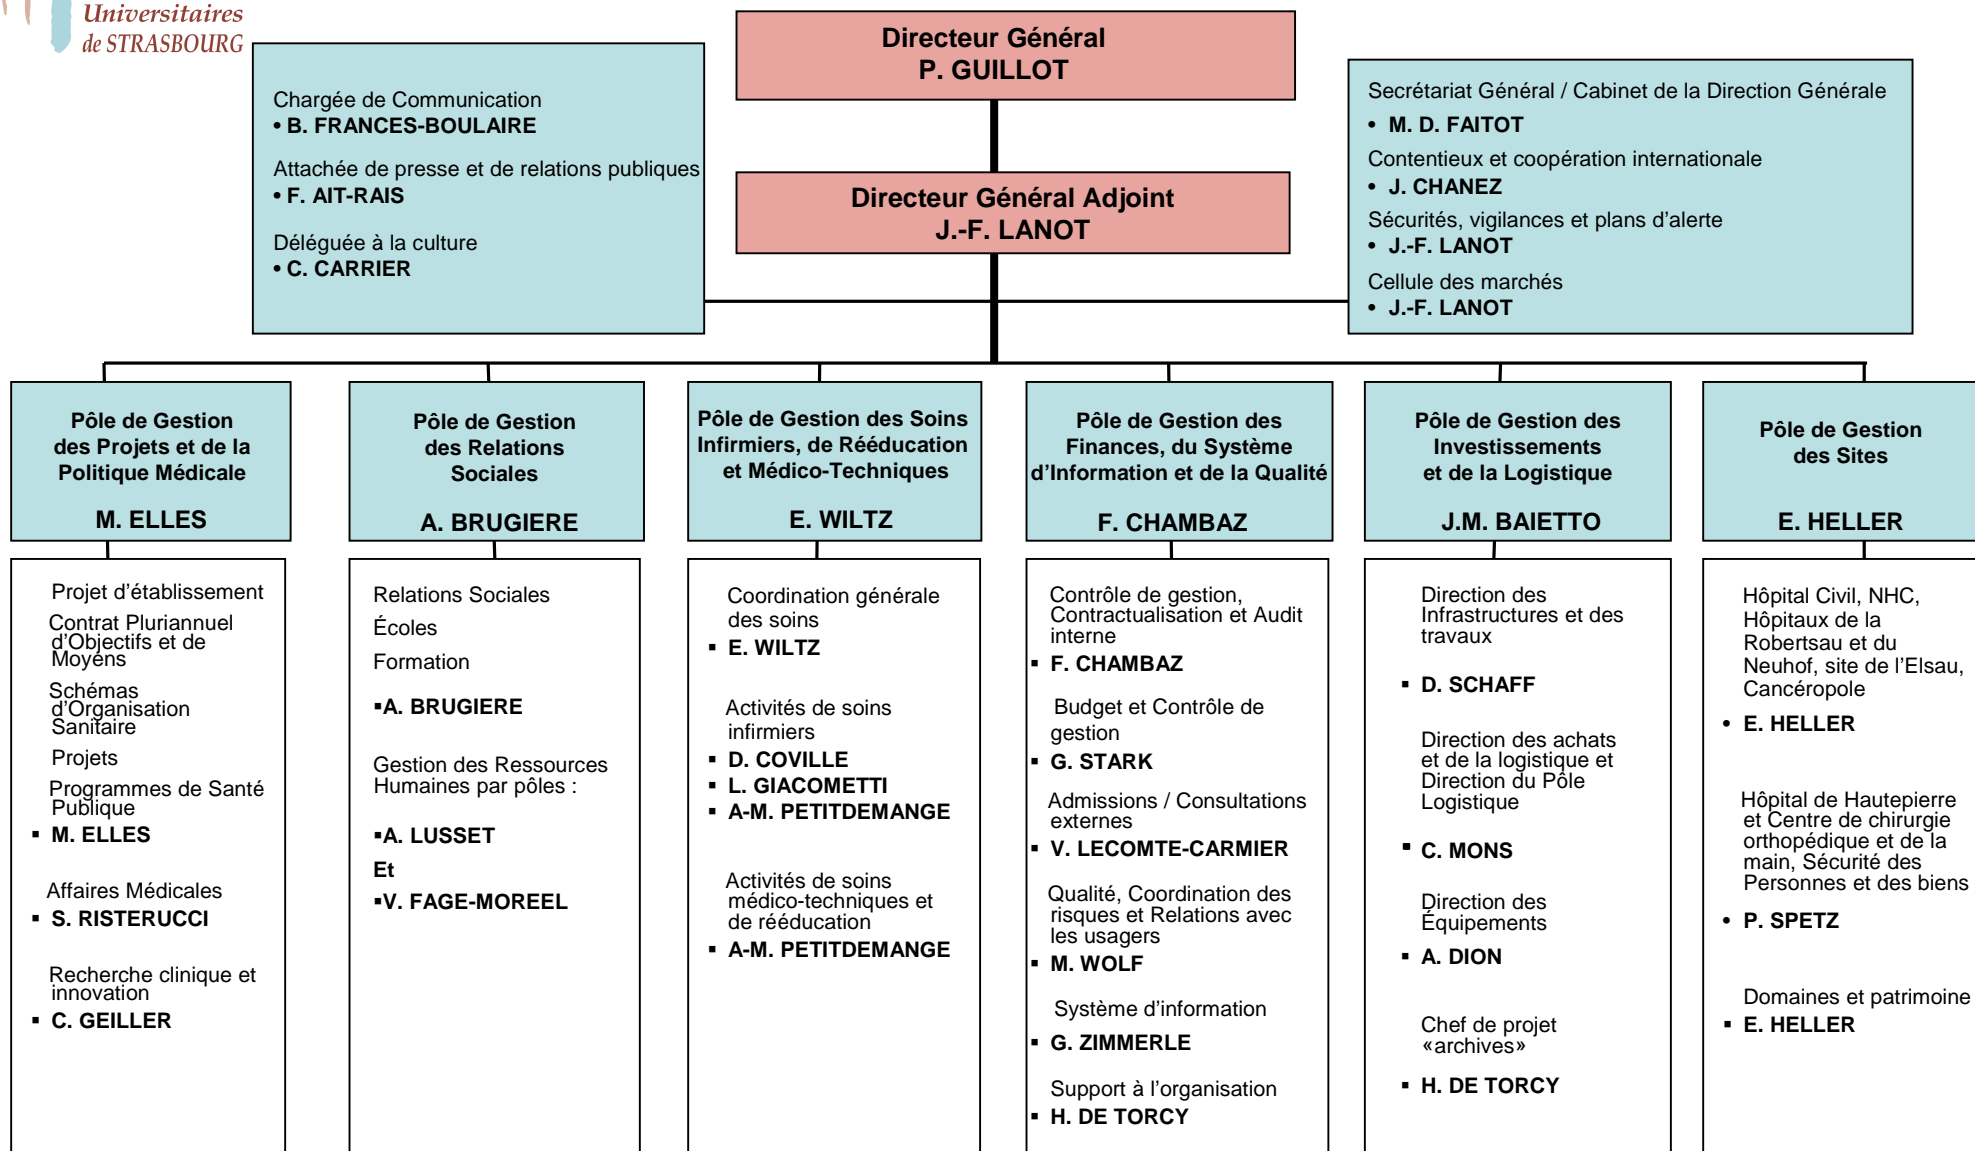 Universitaires
de STRASBOURG
Directeur Général
P. GUILLOT
Chargée de Communication
• B. FRANCES-BOULAIRE
Attachée de presse et de relations publiques
• F. AIT-RAIS
Déléguée à la culture
• C. CARRIER
Directeur Général Adjoint
J.-F. LANOT
Secrétariat Général / Cabinet de la Direction Générale
• M. D. FAITOT
Contentieux et coopération internationale
• J. CHANEZ
Sécurités, vigilances et plans d'alerte
• J.-F. LANOT
Cellule des marchés
• J.-F. LANOT
Pôle de Gestion
des Projets et de la
Politique Médicale
M. ELLES
Projet d'établissement
Contrat Pluriannuel
d'Objectifs et de
Moyens
Schémas
d'Organisation
Sanitaire
Projets
Programmes de Santé
Publique
▪ M. ELLES
Affaires Médicales
▪ S. RISTERUCCI
Recherche clinique et
innovation
▪ C. GEILLER
Pôle de Gestion
des Relations
Sociales
A. BRUGIERE
Relations Sociales
Écoles
Formation
▪A. BRUGIERE
Gestion des Ressources
Humaines par pôles :
▪A. LUSSET
Et
▪V. FAGE-MOREEL
Pôle de Gestion des Soins
Infirmiers, de Rééducation
et Médico-Techniques
E. WILTZ
Coordination générale
des soins
▪ E. WILTZ
Activités de soins
infirmiers
▪ D. COVILLE
▪ L. GIACOMETTI
▪ A-M. PETITDEMANGE
Activités de soins
médico-techniques et
de rééducation
▪ A-M. PETITDEMANGE
Pôle de Gestion des
Finances, du Système
d'Information et de la Qualité
F. CHAMBAZ
Contrôle de gestion,
Contractualisation et Audit
interne
▪ F. CHAMBAZ
Budget et Contrôle de
gestion
▪ G. STARK
Admissions / Consultations
externes
▪ V. LECOMTE-CARMIER
Qualité, Coordination des
risques et Relations avec
les usagers
▪ M. WOLF
Système d'information
▪ G. ZIMMERLE
Support à l'organisation
▪ H. DE TORCY
Pôle de Gestion des
Investissements
et de la Logistique
J.M. BAIETTO
Direction des
Infrastructures et des
travaux
▪ D. SCHAFF
Direction des achats
et de la logistique et
Direction du Pôle
Logistique
▪ C. MONS
Direction des
Équipements
▪ A. DION
Chef de projet
«archives»
▪ H. DE TORCY
Pôle de Gestion
des Sites
E. HELLER
Hôpital Civil, NHC,
Hôpitaux de la
Robertsau et du
Neuhof, site de l'Elsau,
Cancéropole
• E. HELLER
Hôpital de Hautepierre
et Centre de chirurgie
orthopédique et de la
main, Sécurité des
Personnes et des biens
• P. SPETZ
Domaines et patrimoine
▪ E. HELLER